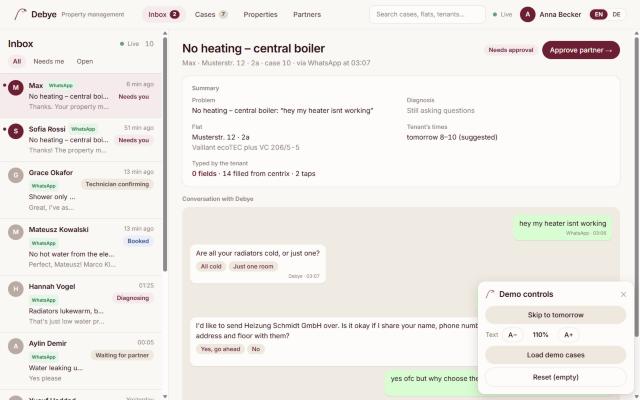 Debye Property management
Inbox 2 Cases 7 Properties Partners
Search cases, flats, tenants...
Live A Anna Becker EN DE
Inbox Live 10
All Needs me Open
M Max WhatsApp 6 min ago
No heating – central boi... Needs you
Thanks. Your property m...
S Sofia Rossi WhatsApp 51 min ago
No heating – central boi... Needs you
Thanks! The property m...
G Grace Okafor 13 min ago
WhatsApp Technician confirming
Shower only ...
Great, I've as...
M Mateusz Kowalski 13 min ago
WhatsApp Booked
No hot water from the ele...
Perfect, Mateusz! Marco Kl...
H Hannah Vogel 01:25
WhatsApp Diagnosing
Radiators lukewarm, b...
That's just low water pr...
A Aylin Demir 00:05
WhatsApp Waiting for partner
Water leaking u...
Yes please
No heating – central boiler
Needs approval Approve partner →
Max · Musterstr. 12 · 2a · case 10 · via WhatsApp at 03:07
Summary
Problem Diagnosis
No heating – central boiler: "hey my heater isnt working" Still asking questions
Flat Tenant's times
Musterstr. 12 · 2a tomorrow 8–10 (suggested)
Vaillant ecoTEC plus VC 206/5-5
Typed by the tenant
0 fields · 14 filled from centrix · 2 taps
Conversation with Debye
hey my heater isnt working
WhatsApp · 03:06
Are all your radiators cold, or just one?
All cold Just one room
Debye · 03:07
I'd like to send Heizung Schmidt GmbH over. Is it okay if I share your name, phone
address and floor with them?
Yes, go ahead No
yes ofc but why choose
Demo controls ×
Skip to tomorrow
Text A− 110% A+
Load demo cases
Reset (empty)